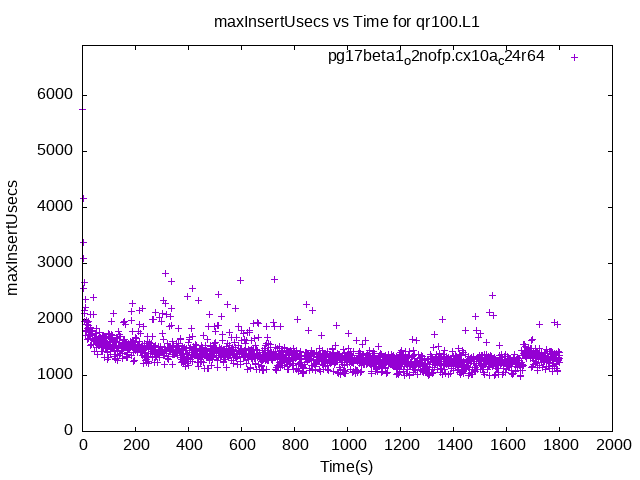 maxInsertUsecs vs Time for qr100.L1
pg17beta1_o2nofp.cx10a_c24r64
6000
5000
4000
3000
2000
1000
0
maxInsertUsecs
0 200 400 600 800 1000 1200 1400 1600 1800 2000
Time(s)